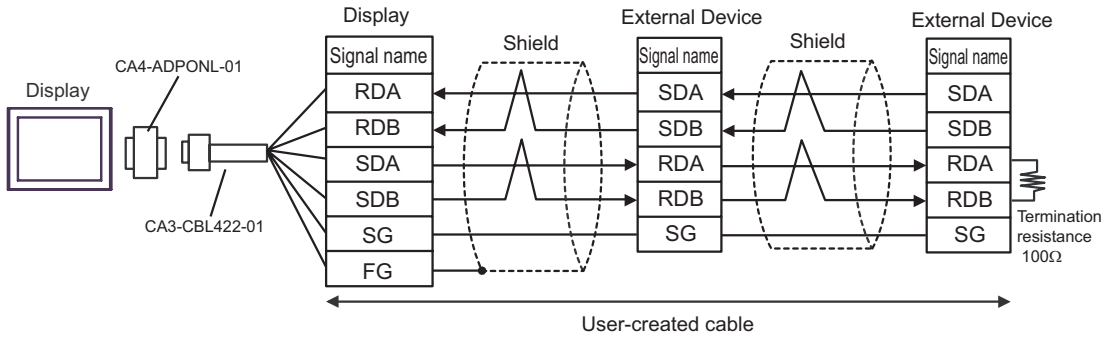 Display
CA4-ADPONL-01
CA3-CBL422-01
Display
Signal name
RDA
RDB
SDA
SDB
SG
FG
Shield
External Device
Signal name
SDA
SDB
RDA
RDB
SG
Shield
External Device
Signal name
SDA
SDB
RDA
RDB
SG
Termination
resistance
100Ω
User-created cable